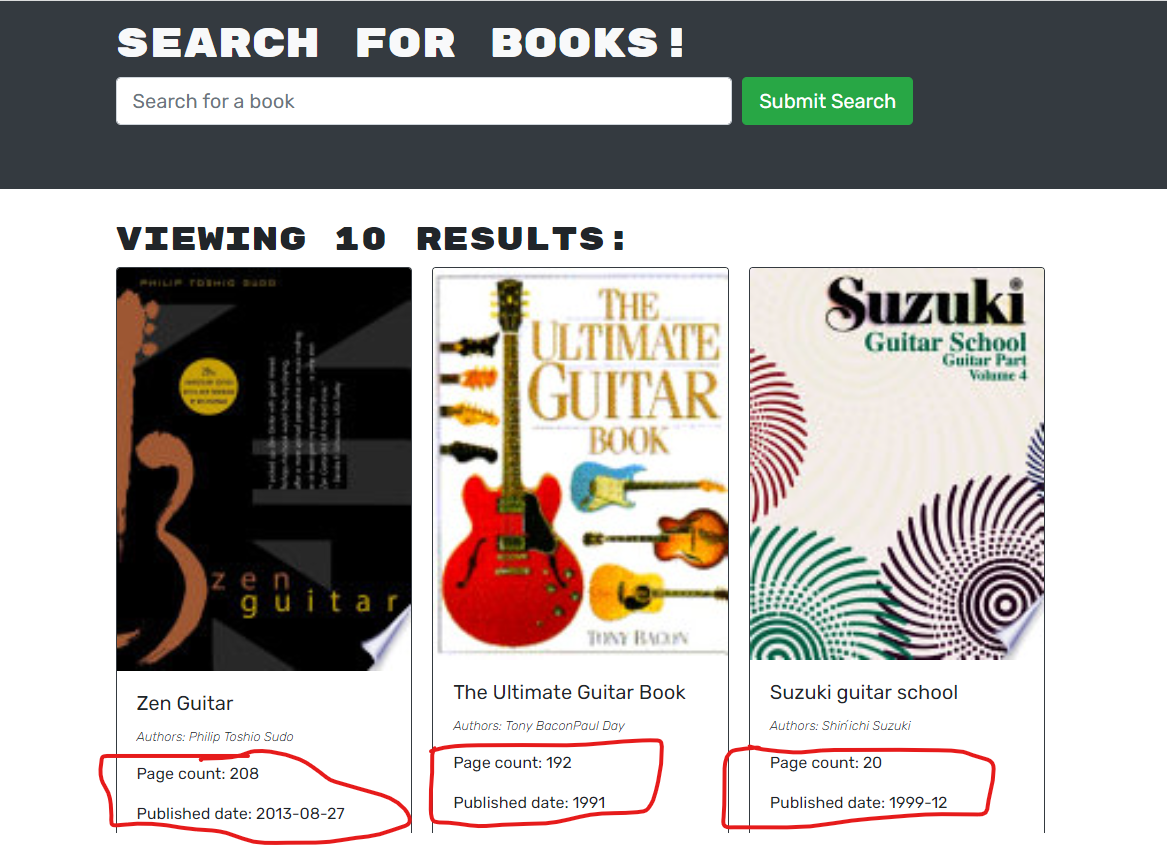 SEARCH FOR BOOKS!
Search for a book
Submit Search
VIEWING 10 RESULTS:
PHILIP TOSHIO SUDO
zen
guitar
Zen Guitar
Authors: Philip Toshio Sudo
Page count: 208
Published date: 2013-08-27
THE
ULTIMATE
GUITAR
BOOK
TONY BACON
The Ultimate Guitar Book
Authors: Tony BaconPaul Day
Page count: 192
Published date: 1991
Suzuki®
Guitar School
Guitar Part
Volume 4
Suzuki guitar school
Authors: Shin̓ichi Suzuki
Page count: 20
Published date: 1999-12